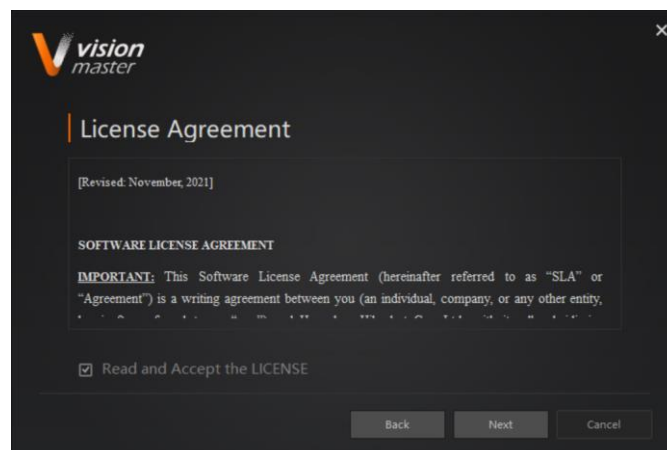 vision
master
License Agreement
[Revised: November, 2021]
SOFTWARE LICENSE AGREEMENT
IMPORTANT: This Software License Agreement (hereinafter referred to as “SLA” or
“Agreement”) is a writing agreement between you (an individual, company, or any other entity,
Read and Accept the LICENSE
Back Next Cancel